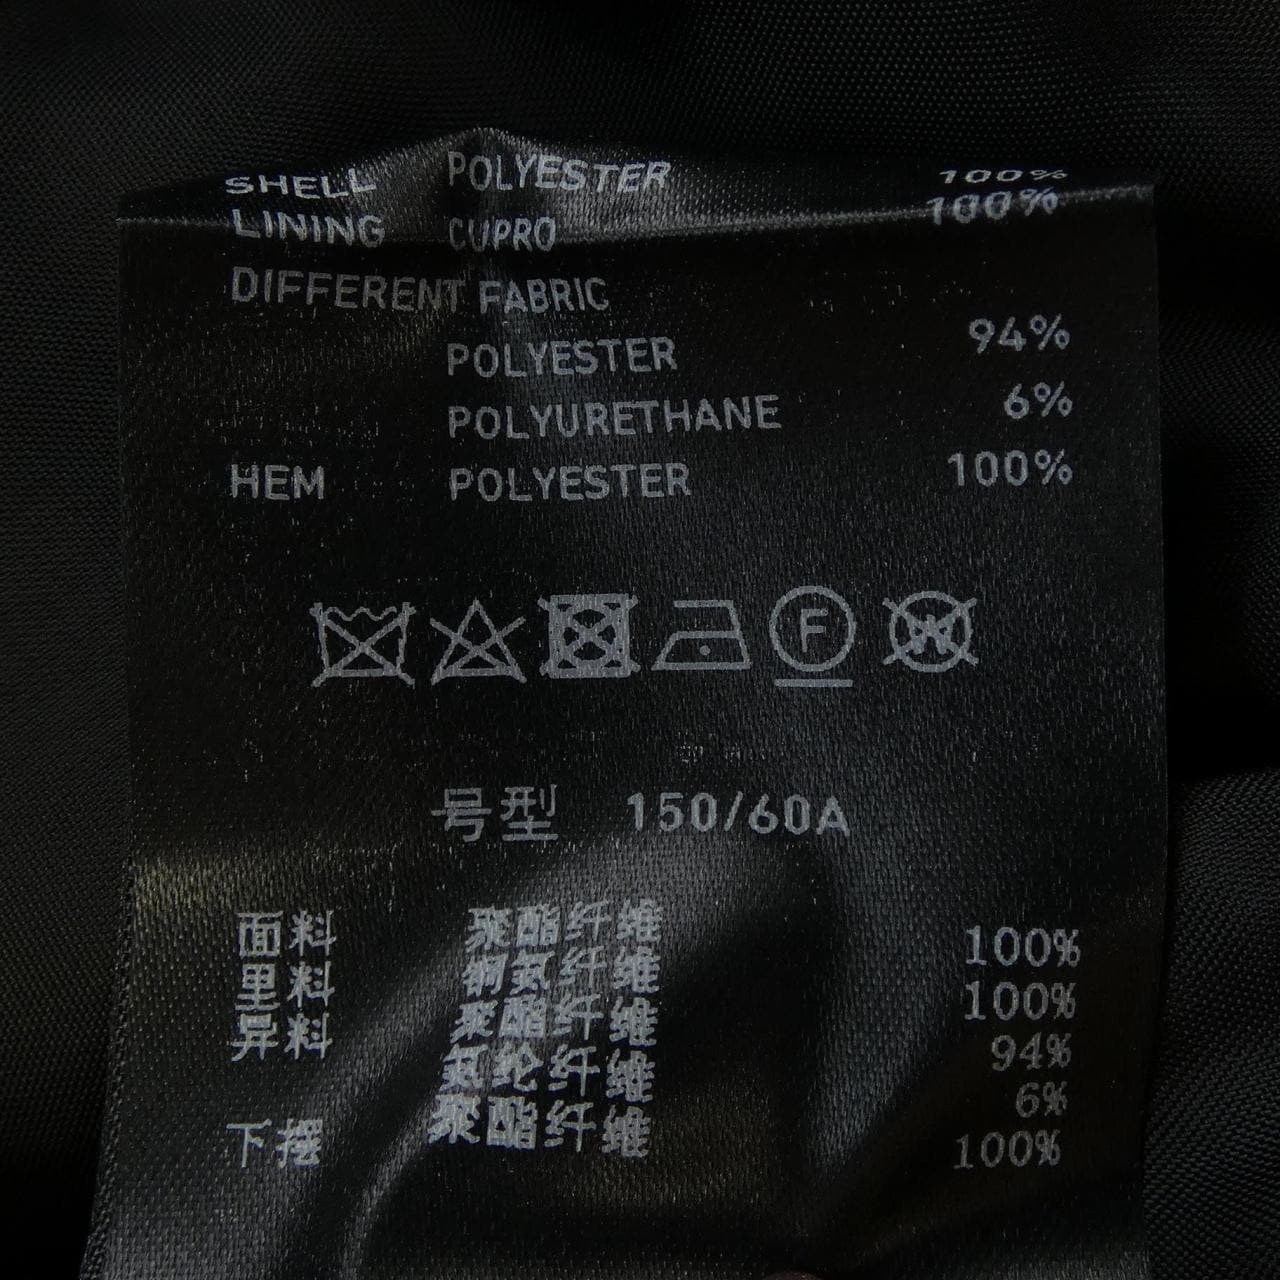 SHELL POLYESTER 100%
LINING CUPRO 100%
DIFFERENT FABRIC
POLYESTER 94%
POLYURETHANE 6%
HEM POLYESTER 100%
F
W
号型 150/60A
面料 聚酯纤维 100%
里料 铜氨纤维 100%
异料 聚酯纤维 94%
氨纶纤维 6%
下摆 聚酯纤维 100%